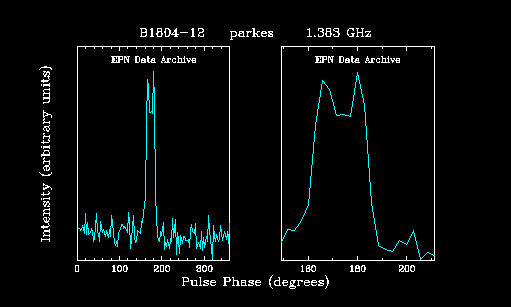 B1804-12 parkes 1.383 GHz
EPN Data Archive EPN Data Archive
Intensity (arbitrary units)
0 100 200 300 180 190 200
Pulse Phase (degrees)